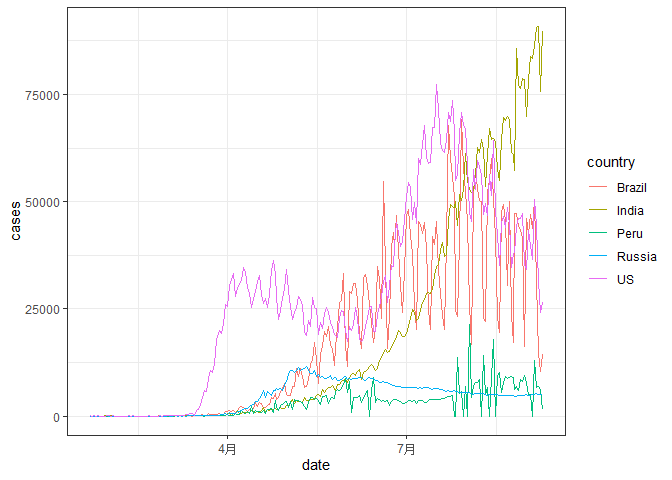 75000
50000
25000
0
cases
4月
7月
date
country
Brazil
India
Peru
Russia
US